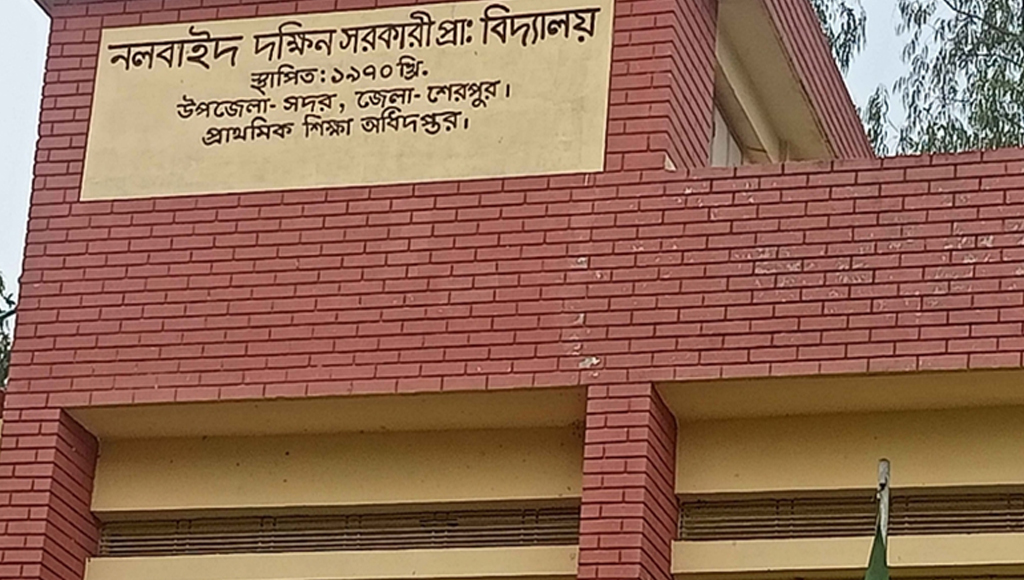 নলবাইদ দক্ষিন সরকারী প্রা: বিদ্যালয়
স্থাপিত: ১৯৭০ খ্রি.
উপজেলা- সদর, জেলা- শেরপুর।
প্রাথমিক শিক্ষা অধিদপ্তর।